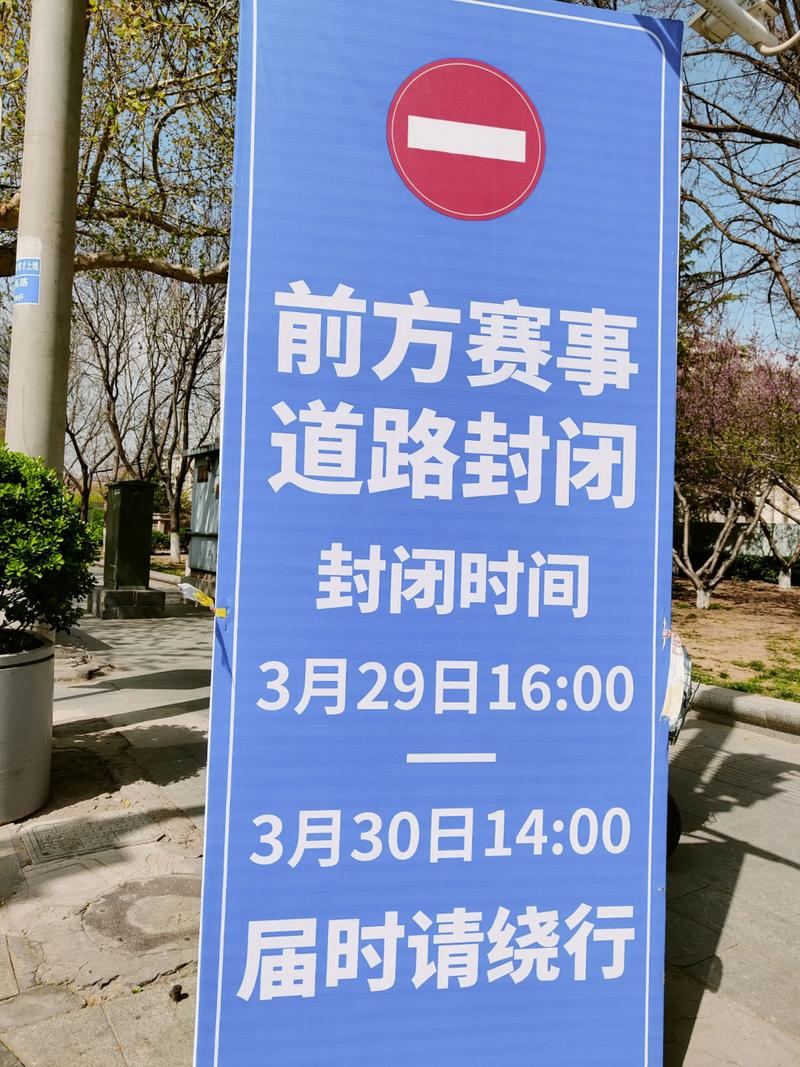 前方赛事
道路封闭
封闭时间
3月29日16:00
—
3月30日14:00
届时请绕行